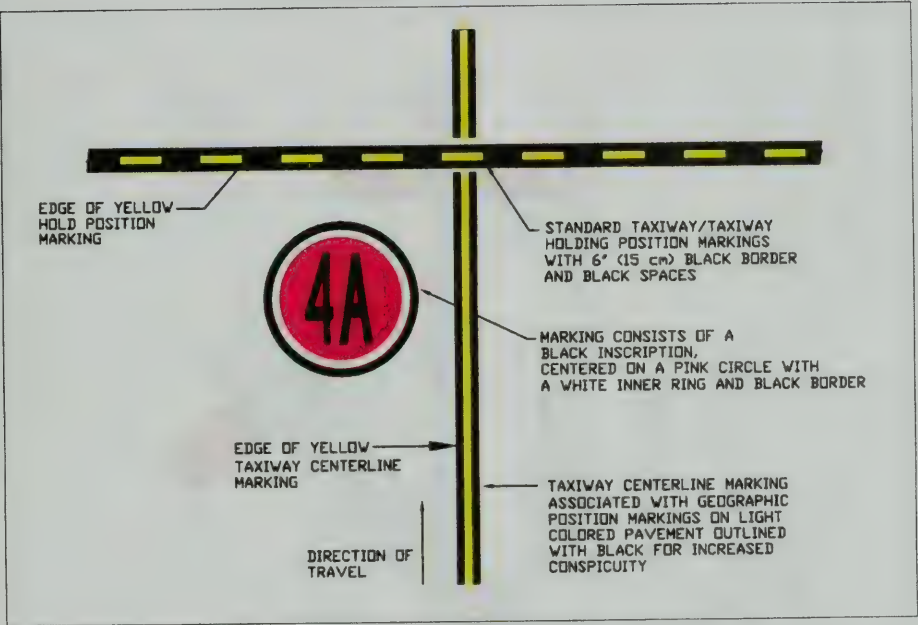 EDGE OF YELLOW
HOLD POSITION
MARKING
STANDARD TAXIWAY/TAXIWAY
HOLDING POSITION MARKINGS
WITH 6" (15 cm) BLACK BORDER
AND BLACK SPACES
4A
MARKING CONSISTS OF A
BLACK INSCRIPTION,
CENTERED ON A PINK CIRCLE WITH
A WHITE INNER RING AND BLACK BORDER
EDGE OF YELLOW
TAXIWAY CENTERLINE
MARKING
TAXIWAY CENTERLINE MARKING
ASSOCIATED WITH GEOGRAPHIC
POSITION MARKINGS ON LIGHT
COLORED PAVEMENT OUTLINED
WITH BLACK FOR INCREASED
CONSPICUITY
DIRECTION OF
TRAVEL